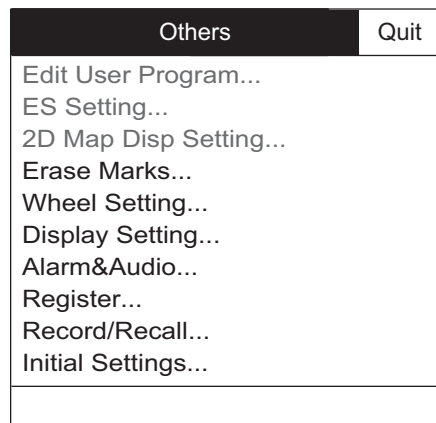 Others Quit
Edit User Program...
ES Setting...
2D Map Disp Setting...
Erase Marks...
Wheel Setting...
Display Setting...
Alarm&Audio...
Register...
Record/Recall...
Initial Settings...